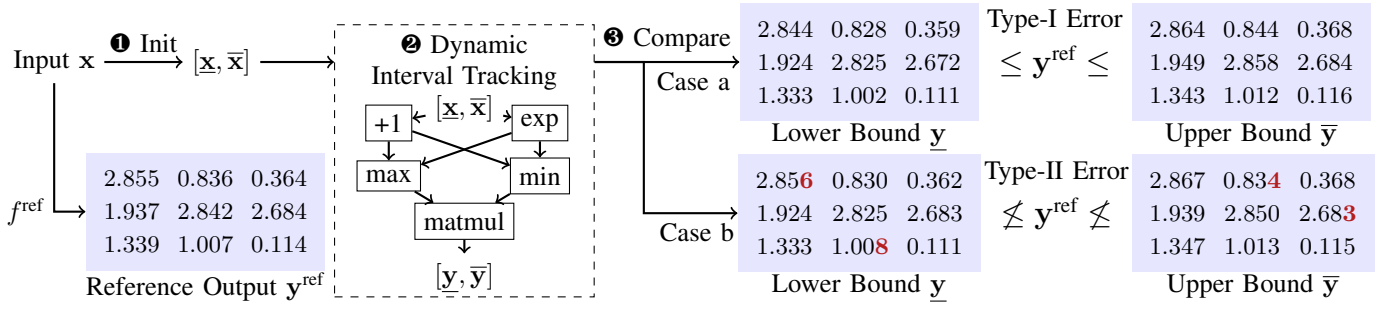 Input x
❶ Init
[x̲, x̅]
f^ref
2.855 0.836 0.364
1.937 2.842 2.684
1.339 1.007 0.114
Reference Output y^ref
❷ Dynamic
Interval Tracking
[x̲, x̅]
+1
exp
max
min
matmul
[y̲, y̅]
❸ Compare
Case a
2.844 0.828 0.359
1.924 2.825 2.672
1.333 1.002 0.111
Lower Bound y̲
Type-I Error
≤ y^ref ≤
2.864 0.844 0.368
1.949 2.858 2.684
1.343 1.012 0.116
Upper Bound y̅
Case b
2.856 0.830 0.362
1.924 2.825 2.683
1.333 1.008 0.111
Lower Bound y̲
Type-II Error
≰ y^ref ≰
2.867 0.834 0.368
1.939 2.850 2.683
1.347 1.013 0.115
Upper Bound y̅